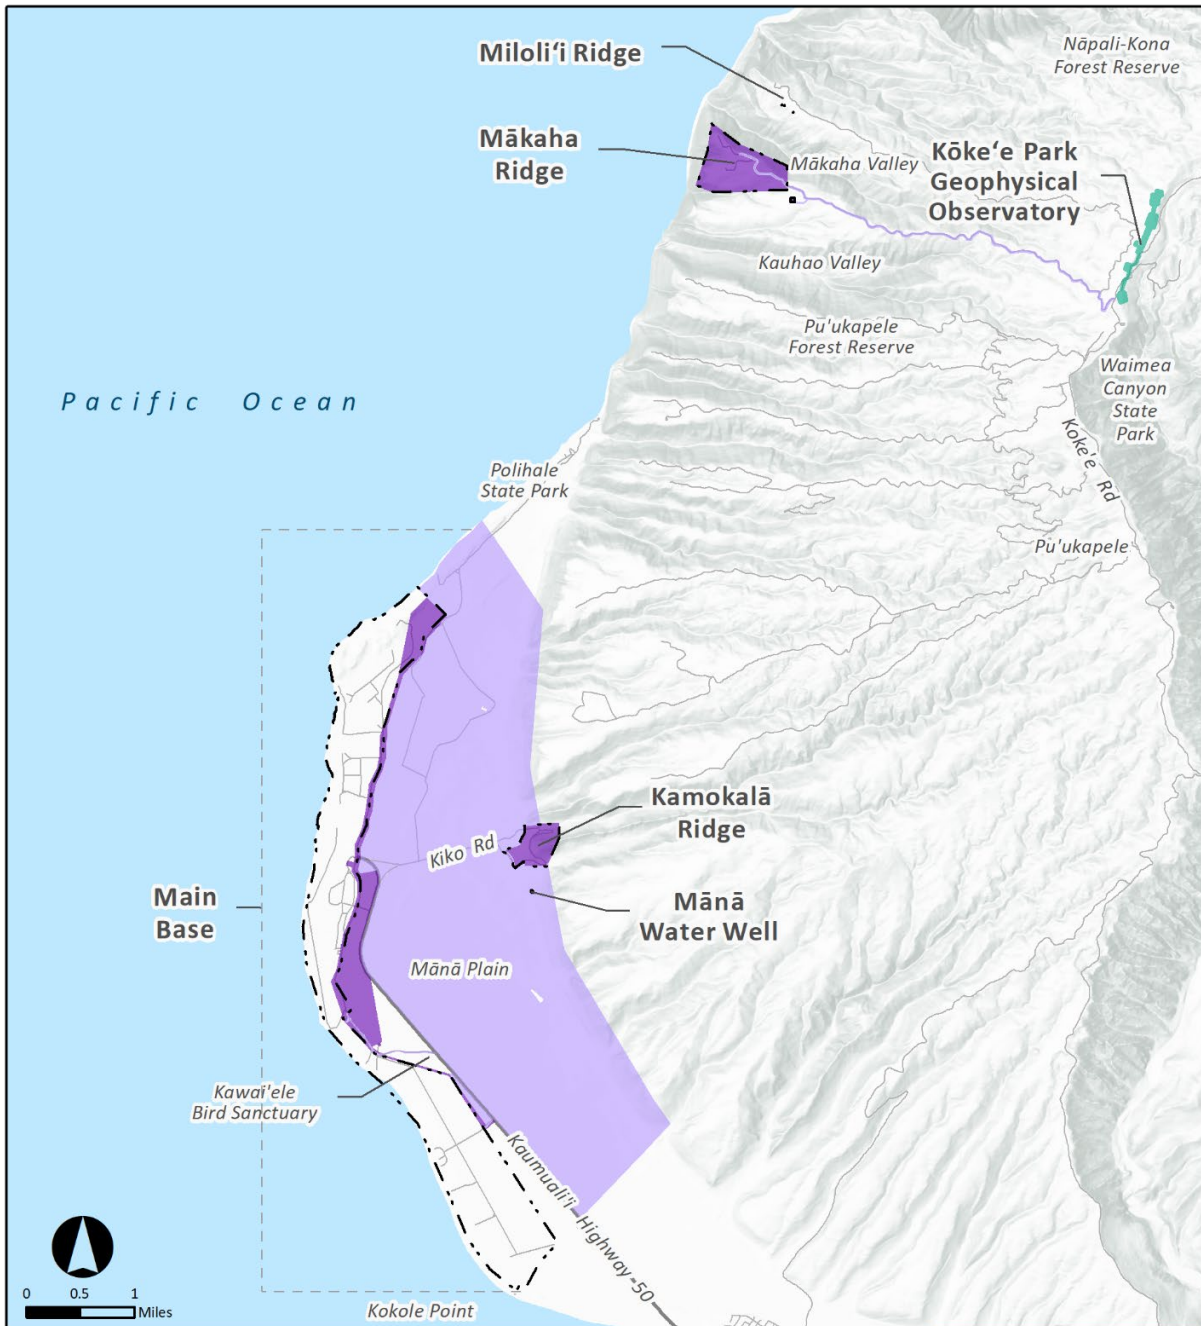 Nāpali-Kona
Forest Reserve
Miloliʻi Ridge
Mākaha
Ridge
Mākaha Valley
Kōkeʻe Park
Geophysical
Observatory
Kauhao Valley
Pu'ukapele
Forest Reserve
Waimea
Canyon
State
Park
Pacific Ocean
Koke'e Rd
Polihale
State Park
Pu'ukapele
Kamokalā
Ridge
Kiko Rd
Main
Base
Mānā
Water Well
Mānā Plain
Kawai'ele
Bird Sanctuary
Kaumuali'i Highway 50
0 0.5 1
Miles
Kokole Point